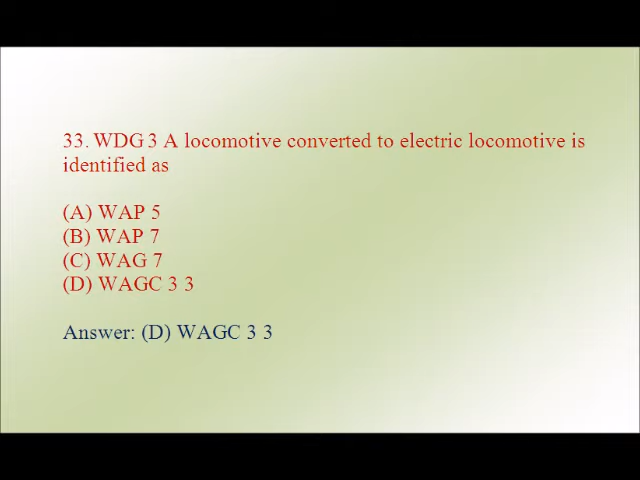 33. WDG 3 A locomotive converted to electric locomotive is
identified as
(A) WAP 5
(B) WAP 7
(C) WAG 7
(D) WAGC 3 3
Answer: (D) WAGC 3 3